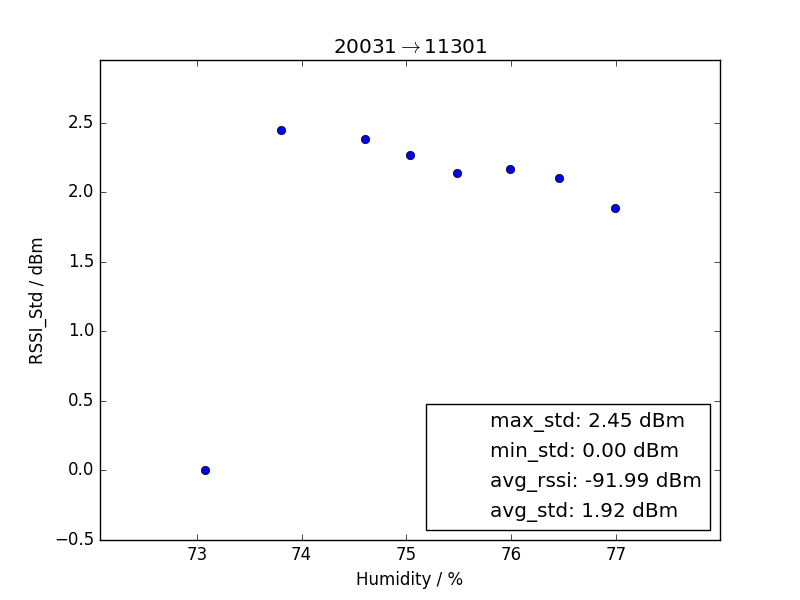 20031→11301
2.5
2.0
1.5
1.0
0.5
0.0
−0.5
RSSI_Std / dBm
max_std: 2.45 dBm
min_std: 0.00 dBm
avg_rssi: -91.99 dBm
avg_std: 1.92 dBm
73 74 75 76 77
Humidity / %